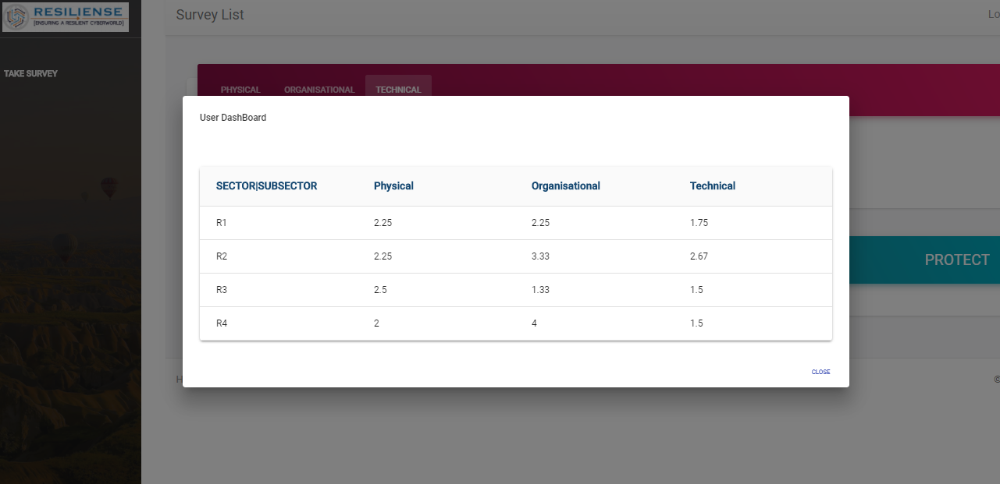 RESILIENSE
[ENSURING A RESILIENT CYBERWORLD]
Survey List
Lo
TAKE SURVEY
PHYSICAL ORGANISATIONAL TECHNICAL
User DashBoard
SECTOR|SUBSECTOR Physical Organisational Technical
R1 2.25 2.25 1.75
R2 2.25 3.33 2.67
PROTECT
R3 2.5 1.33 1.5
R4 2 4 1.5
CLOSE
H
©